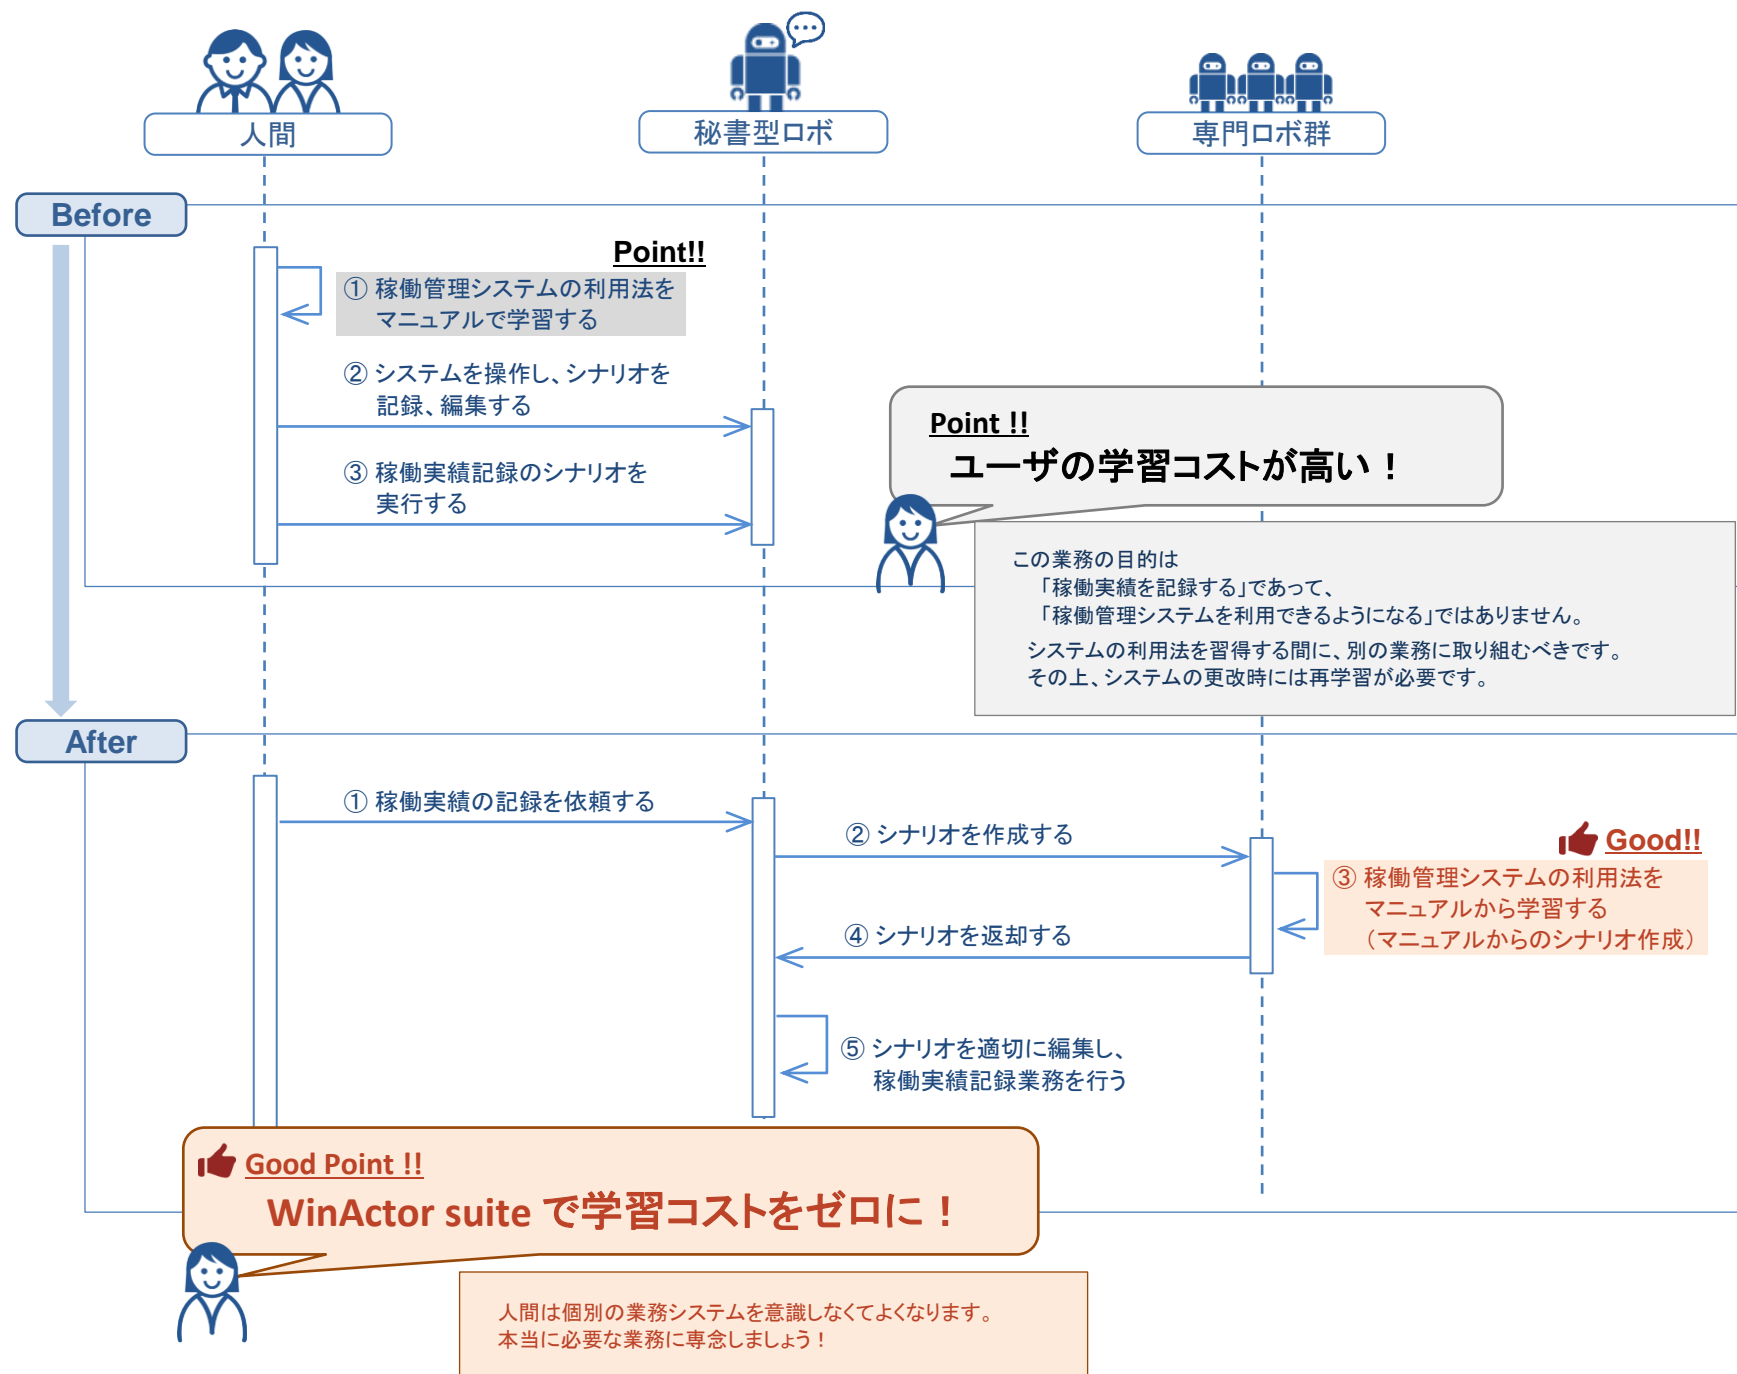 人間
秘書型ロボ
専門ロボ群
Before
Point!!
① 稼働管理システムの利用法を
マニュアルで学習する
② システムを操作し、シナリオを
記録、編集する
③ 稼働実績記録のシナリオを
実行する
Point !!
ユーザの学習コストが高い！
この業務の目的は
「稼働実績を記録する」であって、
「稼働管理システムを利用できるようになる」ではありません。
システムの利用法を習得する間に、別の業務に取り組むべきです。
その上、システムの更改時には再学習が必要です。
After
① 稼働実績の記録を依頼する
② シナリオを作成する
Good!!
③ 稼働管理システムの利用法を
マニュアルから学習する
（マニュアルからのシナリオ作成）
④ シナリオを返却する
⑤ シナリオを適切に編集し、
稼働実績記録業務を行う
Good Point !!
WinActor suite で学習コストをゼロに！
人間は個別の業務システムを意識しなくてよくなります。
本当に必要な業務に専念しましょう！